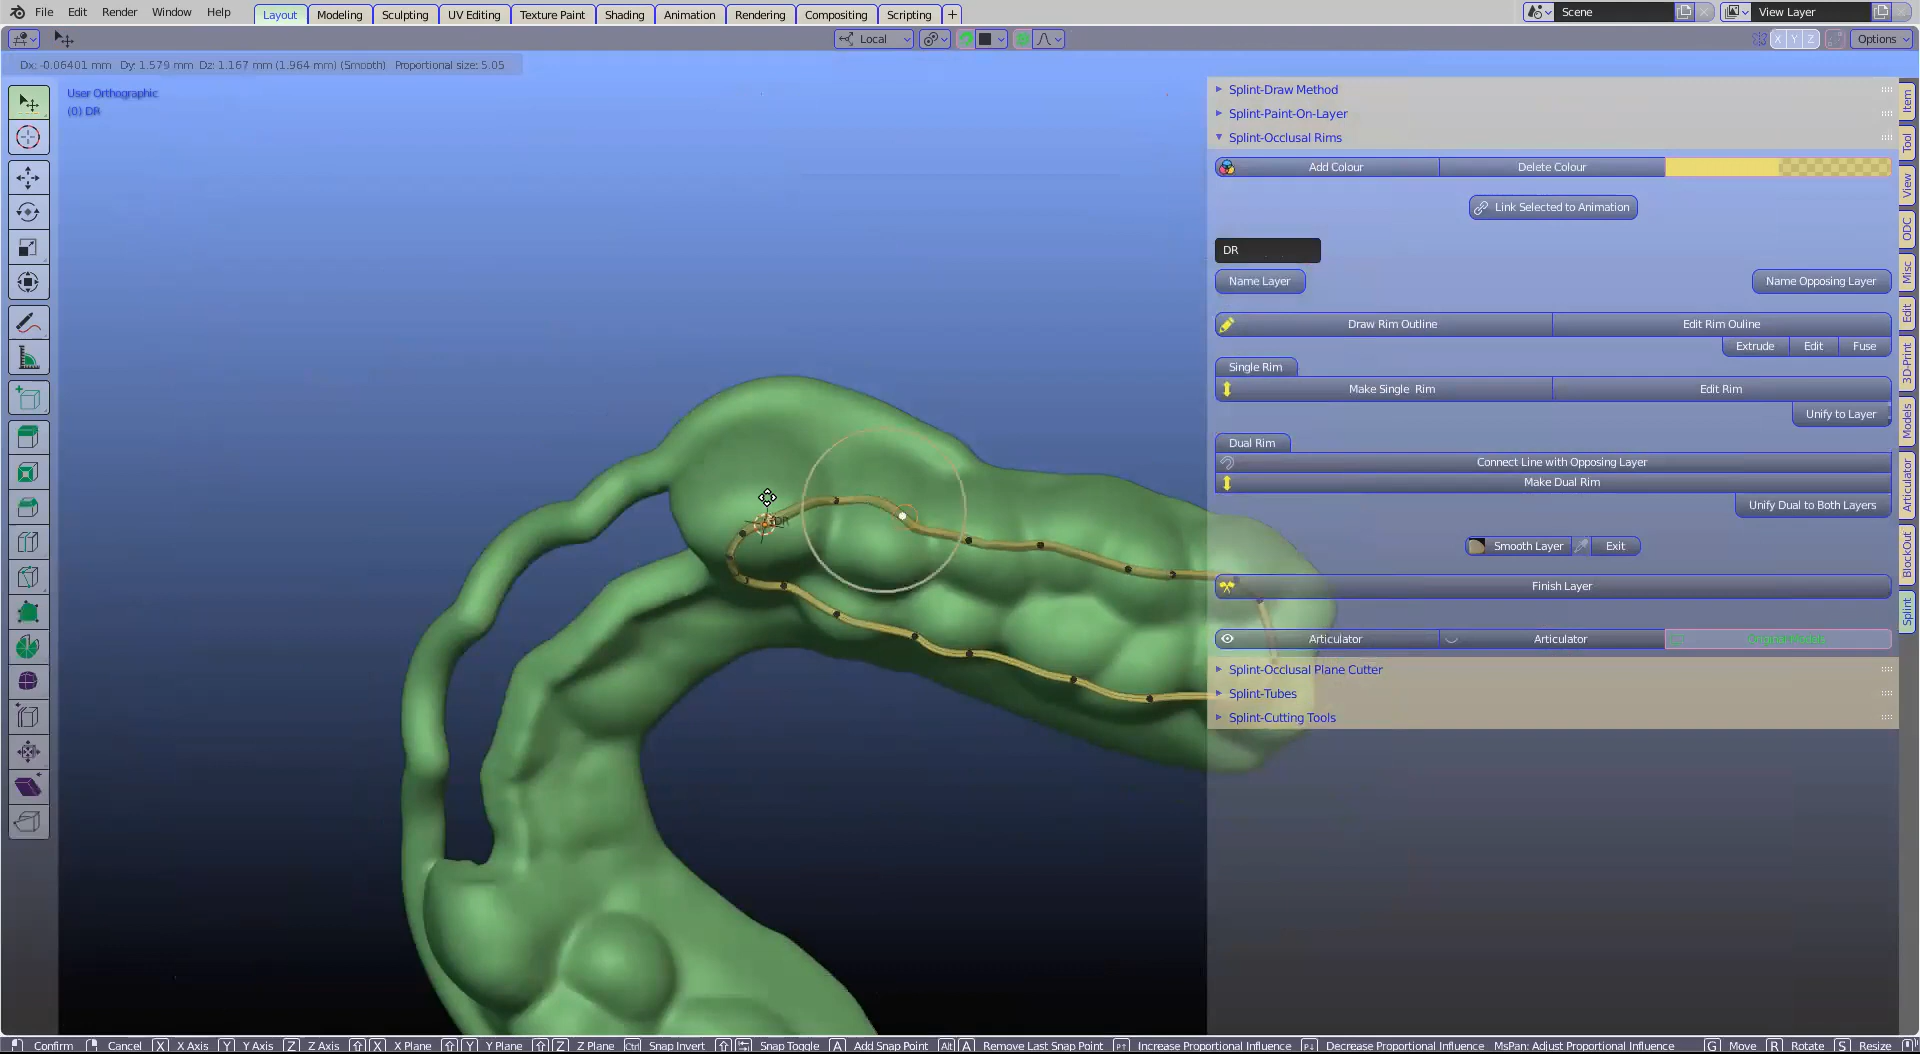 File Edit Render Window Help Layout Modeling Sculpting UV Editing Texture Paint Shading Animation Rendering Compositing Scripting + Scene View Layer
Local X Y Z Options
Dx: -0.06401 mm Dy: 1.579 mm Dz: 1.167 mm (1.964 mm) (Smooth) Proportional size: 5.05
User Orthographic
(0) DR
DR
Splint-Draw Method
Splint-Paint-On-Layer
Splint-Occlusal Rims
Add Colour Delete Colour
Link Selected to Animation
DR
Name Layer Name Opposing Layer
Draw Rim Outline Edit Rim Ouline
Extrude Edit Fuse
Single Rim
Make Single Rim Edit Rim
Unify to Layer
Dual Rim
Connect Line with Opposing Layer
Make Dual Rim
Unify Dual to Both Layers
Smooth Layer Exit
Finish Layer
Articulator Articulator
Splint-Occlusal Plane Cutter
Splint-Tubes
Splint-Cutting Tools
Item
Tool
View
ODC
Misc
Edit
3D-Print
Models
Articulator
BlockOut
Splint
Confirm Cancel X X Axis Y Y Axis Z Z Axis X X Plane Y Y Plane Z Z Plane Ctrl Snap Invert Snap Toggle A Add Snap Point Alt A Remove Last Snap Point Increase Proportional Influence Decrease Proportional Influence MsPan: Adjust Proportional Influence G Move R Rotate S Resize